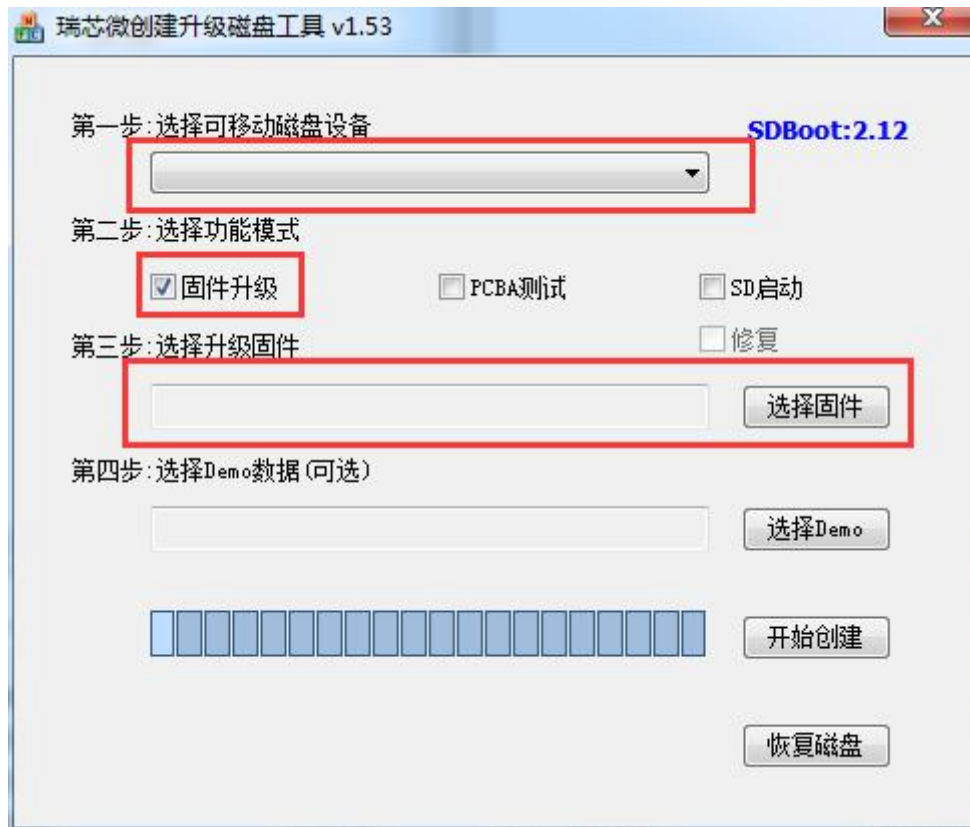 瑞芯微创建升级磁盘工具 v1.53
第一步:选择可移动磁盘设备
SDBoot:2.12
第二步:选择功能模式
固件升级 PCBA测试 SD启动
第三步:选择升级固件 修复
选择固件
第四步:选择Demo数据(可选)
选择Demo
开始创建
恢复磁盘